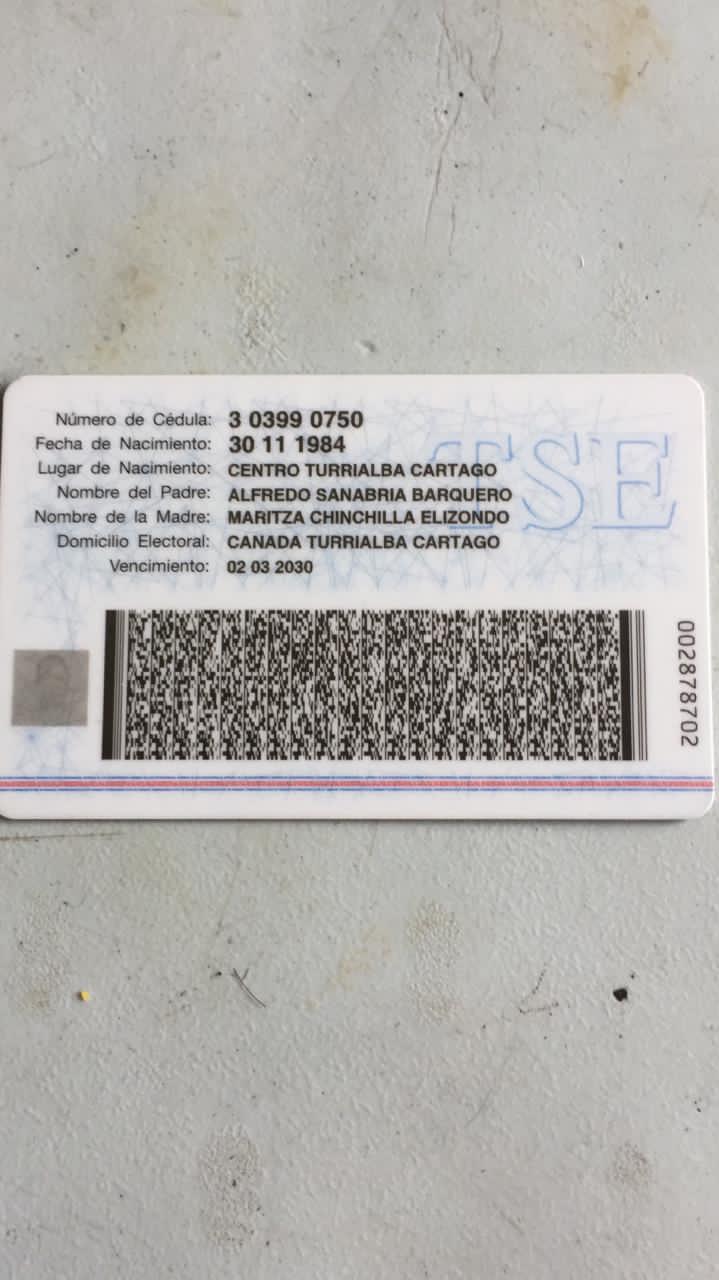 TSE
Número de Cédula: 3 0399 0750
Fecha de Nacimiento: 30 11 1984
Lugar de Nacimiento: CENTRO TURRIALBA CARTAGO
Nombre del Padre: ALFREDO SANABRIA BARQUERO
Nombre de la Madre: MARITZA CHINCHILLA ELIZONDO
Domicilio Electoral: CANADA TURRIALBA CARTAGO
Vencimiento: 02 03 2030
002878702